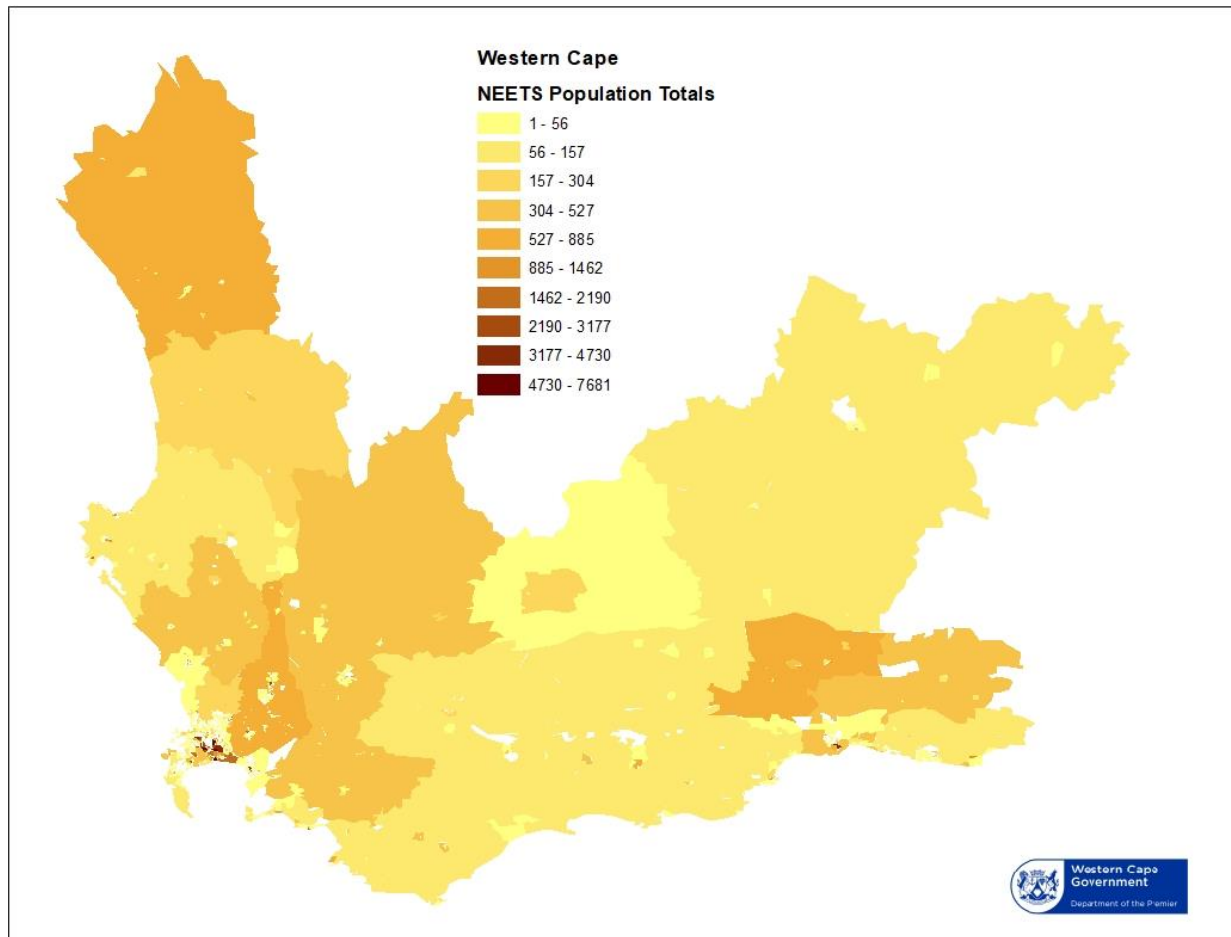 Western Cape
NEETS Population Totals
1 - 56
56 - 157
157 - 304
304 - 527
527 - 885
885 - 1462
1462 - 2190
2190 - 3177
3177 - 4730
4730 - 7681
Western Cape
Government
Department of the Premier